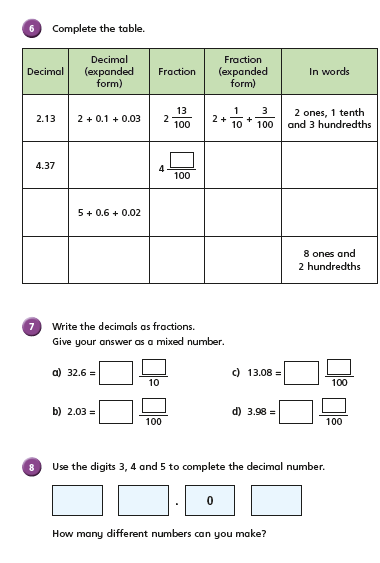 6 Complete the table.
Decimal | Decimal (expanded form) | Fraction | Fraction (expanded form) | In words
2.13 | 2 + 0.1 + 0.03 | 2 13/100 | 2 + 1/10 + 3/100 | 2 ones, 1 tenth and 3 hundredths
4.37 | | 4 □/100 | |
| 5 + 0.6 + 0.02 | | |
| | | | 8 ones and 2 hundredths
7 Write the decimals as fractions.
Give your answer as a mixed number.
a) 32.6 = □ □/10
c) 13.08 = □ □/100
b) 2.03 = □ □/100
d) 3.98 = □ □/100
8 Use the digits 3, 4 and 5 to complete the decimal number.
□ □ . 0 □
How many different numbers can you make?